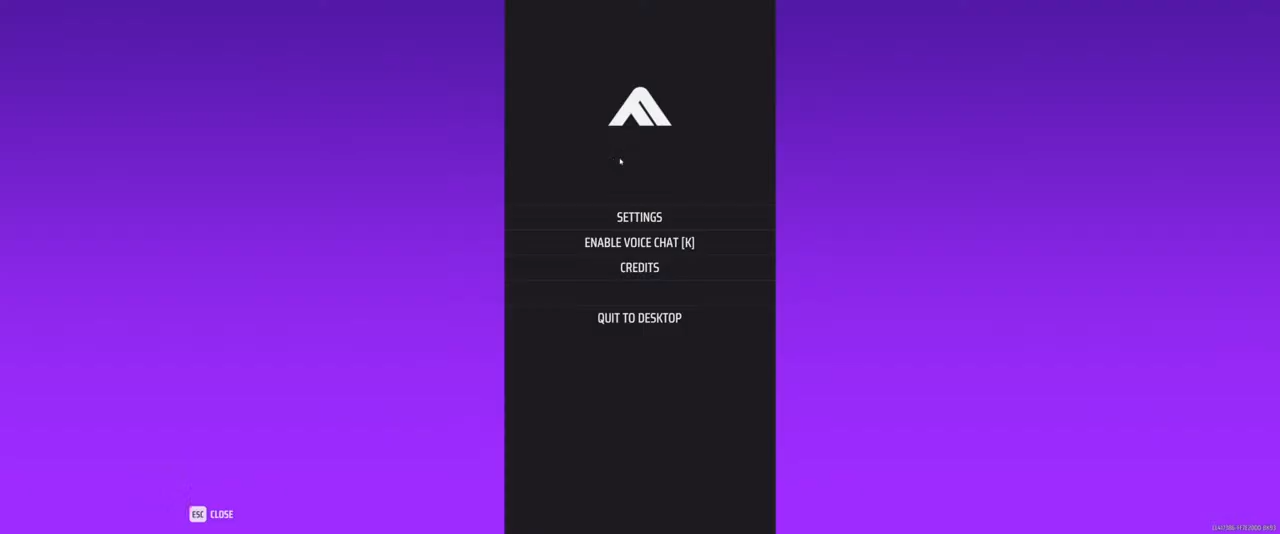 SETTINGS
ENABLE VOICE CHAT [K]
CREDITS
QUIT TO DESKTOP
ESC CLOSE